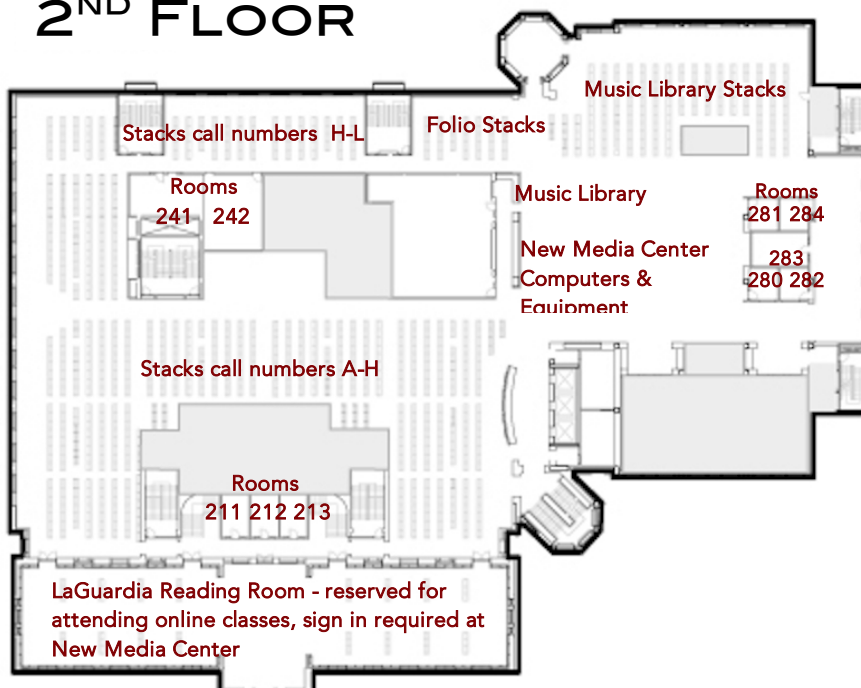 2ND FLOOR
Music Library Stacks
Stacks call numbers H-L
Folio Stacks
Rooms
241 242
Music Library
Rooms
281 284
New Media Center
Computers &
Equipment
283
280 282
Stacks call numbers A-H
Rooms
211 212 213
LaGuardia Reading Room - reserved for
attending online classes, sign in required at
New Media Center